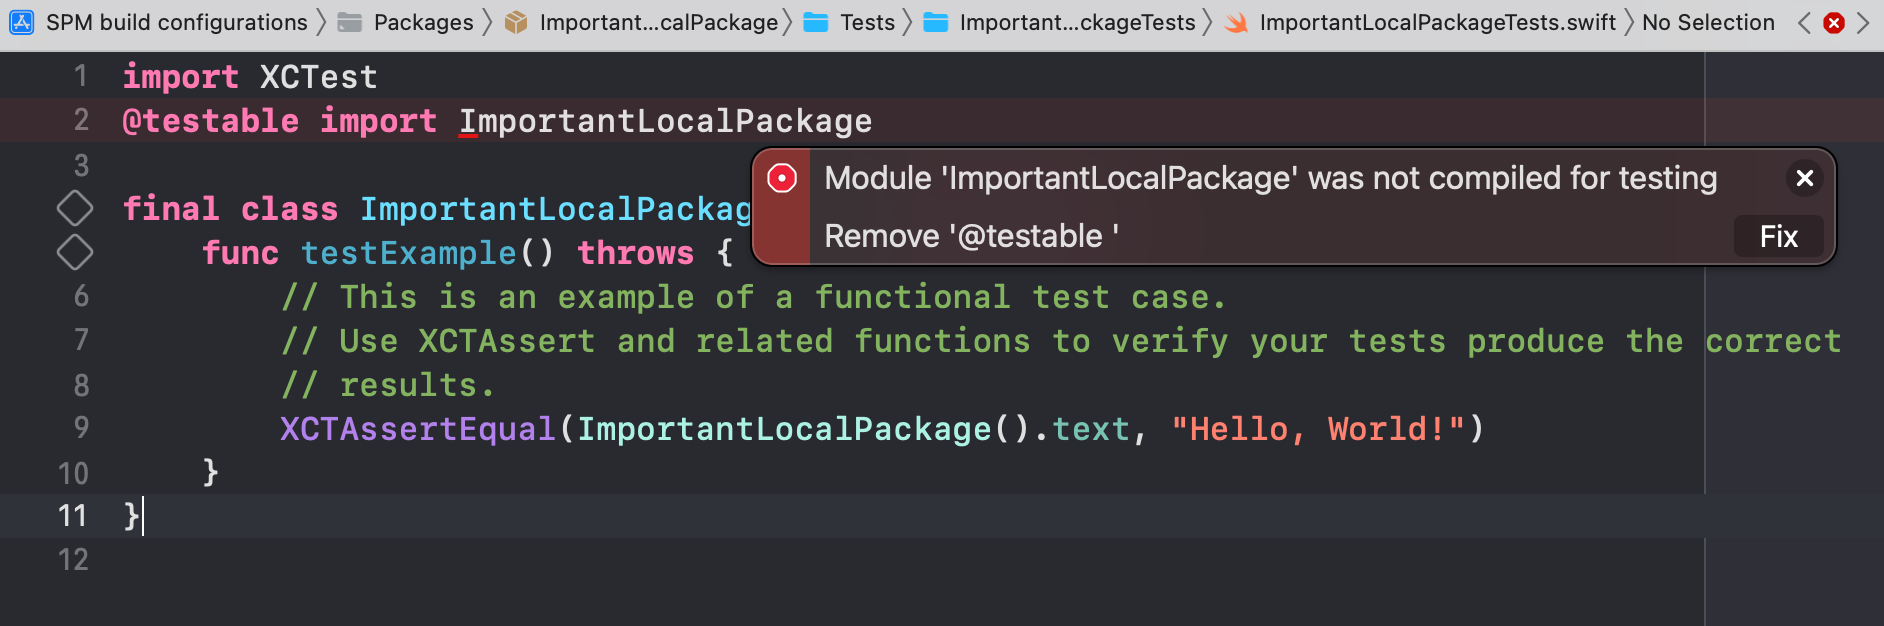 SPM build configurations Packages Important...calPackage Tests Important...ckageTests ImportantLocalPackageTests.swift No Selection
1 import XCTest
2 @testable import ImportantLocalPackage
Module 'ImportantLocalPackage' was not compiled for testing
Remove '@testable '
Fix
3
final class ImportantLocalPackag
func testExample() throws {
6 // This is an example of a functional test case.
7 // Use XCTAssert and related functions to verify your tests produce the correct
8 // results.
9 XCTAssertEqual(ImportantLocalPackage().text, "Hello, World!")
10 }
11 }
12